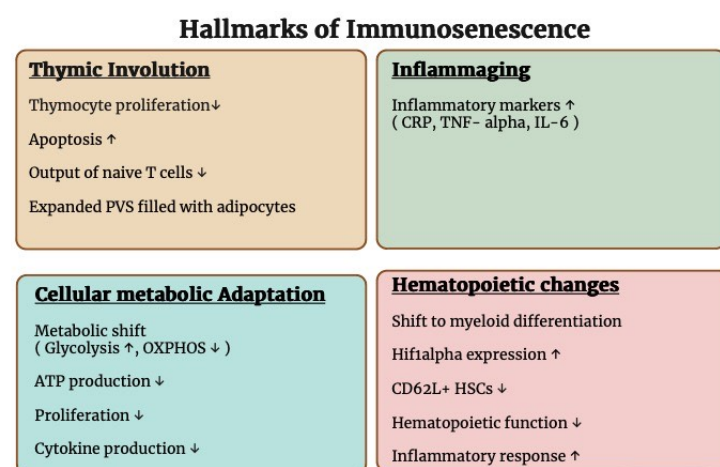 Hallmarks of Immunosenescence
Thymic Involution
Thymocyte proliferation↓
Apoptosis ↑
Output of naive T cells ↓
Expanded PVS filled with adipocytes
Inflammaging
Inflammatory markers ↑
( CRP, TNF- alpha, IL-6 )
Cellular metabolic Adaptation
Metabolic shift
( Glycolysis ↑, OXPHOS ↓ )
ATP production ↓
Proliferation ↓
Cytokine production ↓
Hematopoietic changes
Shift to myeloid differentiation
Hif1alpha expression ↑
CD62L+ HSCs ↓
Hematopoietic function ↓
Inflammatory response ↑